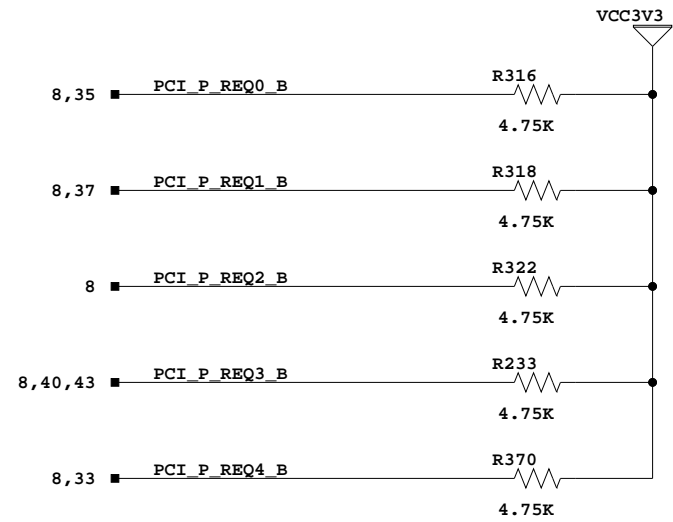 VCC3V3
8,35 PCI_P_REQ0_B R316
4.75K
8,37 PCI_P_REQ1_B R318
4.75K
8 PCI_P_REQ2_B R322
4.75K
8,40,43 PCI_P_REQ3_B R233
4.75K
8,33 PCI_P_REQ4_B R370
4.75K